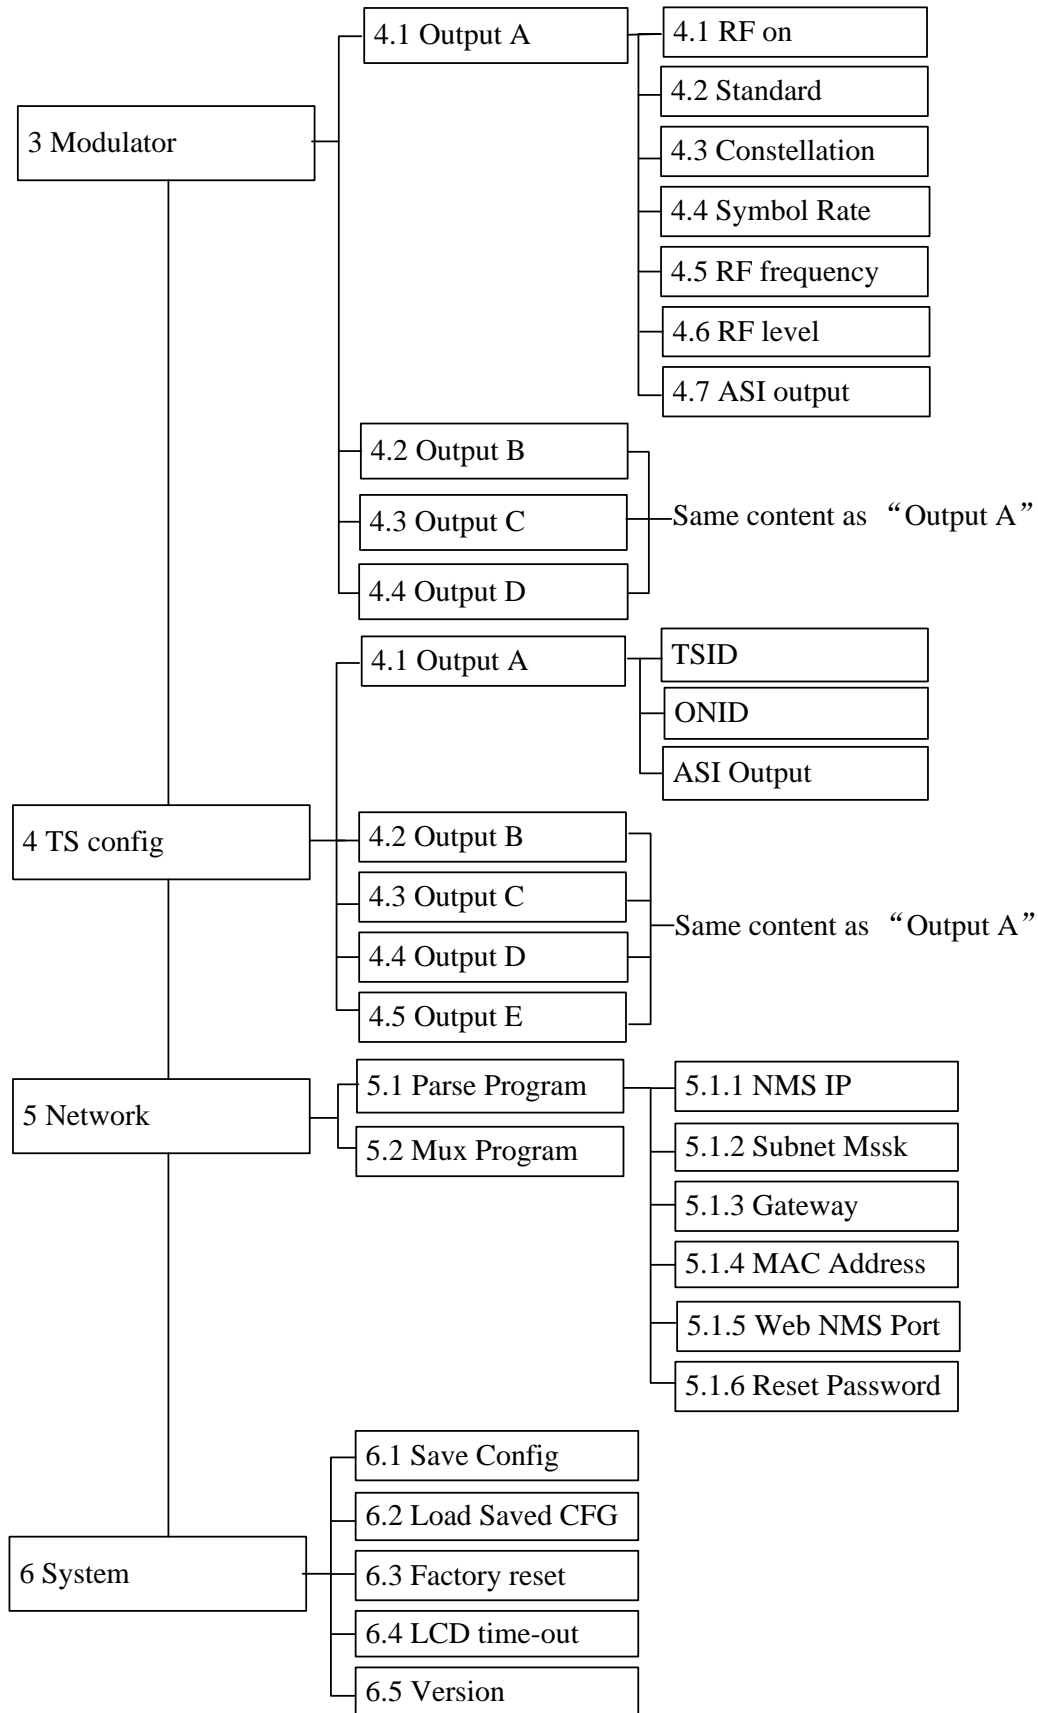 3 Modulator
4.1 Output A
4.1 RF on
4.2 Standard
4.3 Constellation
4.4 Symbol Rate
4.5 RF frequency
4.6 RF level
4.7 ASI output
4.2 Output B
4.3 Output C
4.4 Output D
Same content as “Output A”
4 TS config
4.1 Output A
TSID
ONID
ASI Output
4.2 Output B
4.3 Output C
4.4 Output D
4.5 Output E
Same content as “Output A”
5 Network
5.1 Parse Program
5.1.1 NMS IP
5.1.2 Subnet Mssk
5.1.3 Gateway
5.1.4 MAC Address
5.1.5 Web NMS Port
5.1.6 Reset Password
5.2 Mux Program
6 System
6.1 Save Config
6.2 Load Saved CFG
6.3 Factory reset
6.4 LCD time-out
6.5 Version